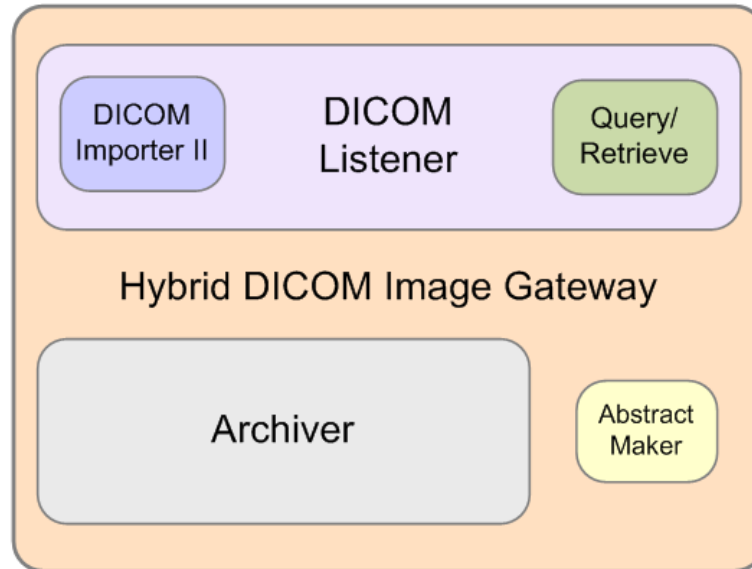 DICOM
Importer II
DICOM
Listener
Query/
Retrieve
Hybrid DICOM Image Gateway
Archiver
Abstract
Maker